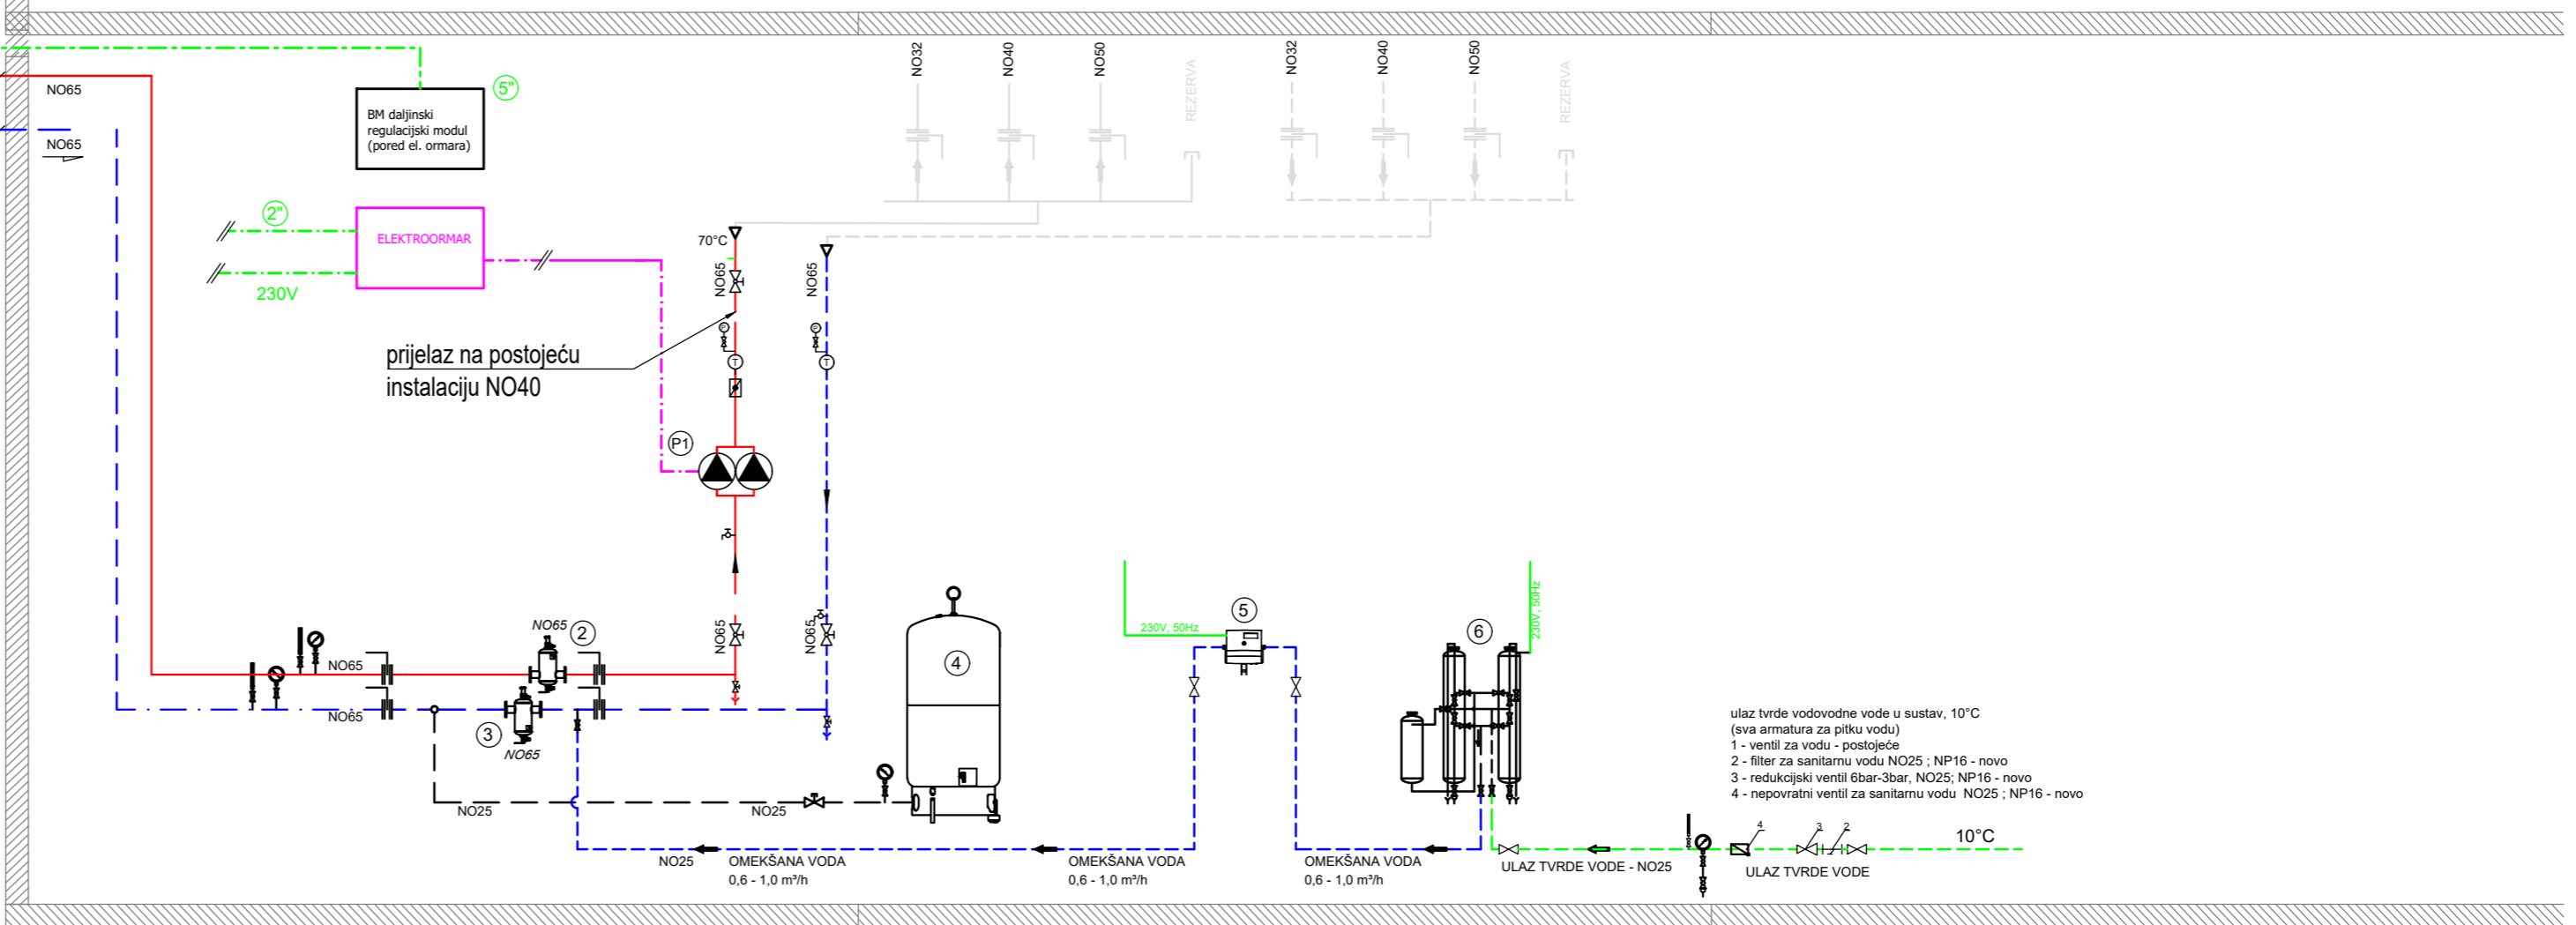 NO65
NO65
BM daljinski
regulacijski modul
(pored el. ormara)
5"
2"
ELEKTROORMAR
230V
NO32
NO40
NO50
REZERVA
NO32
NO40
NO50
REZERVA
70°C
NO65
NO65
prijelaz na postojeću
instalaciju NO40
P
T
P
T
P1
NO65
NO65
NO65
2
NO65
NO65
3
NO65
NO25
NO25
4
230V, 50Hz
5
6
230V, 50Hz
ulaz tvrde vodovodne vode u sustav, 10°C
(sva armatura za pitku vodu)
1 - ventil za vodu - postojeće
2 - filter za sanitarnu vodu NO25 ; NP16 - novo
3 - redukcijski ventil 6bar-3bar, NO25; NP16 - novo
4 - nepovratni ventil za sanitarnu vodu NO25 ; NP16 - novo
4
3
2
10°C
NO25
OMEKŠANA VODA
0,6 - 1,0 m³/h
OMEKŠANA VODA
0,6 - 1,0 m³/h
OMEKŠANA VODA
0,6 - 1,0 m³/h
ULAZ TVRDE VODE - NO25
ULAZ TVRDE VODE